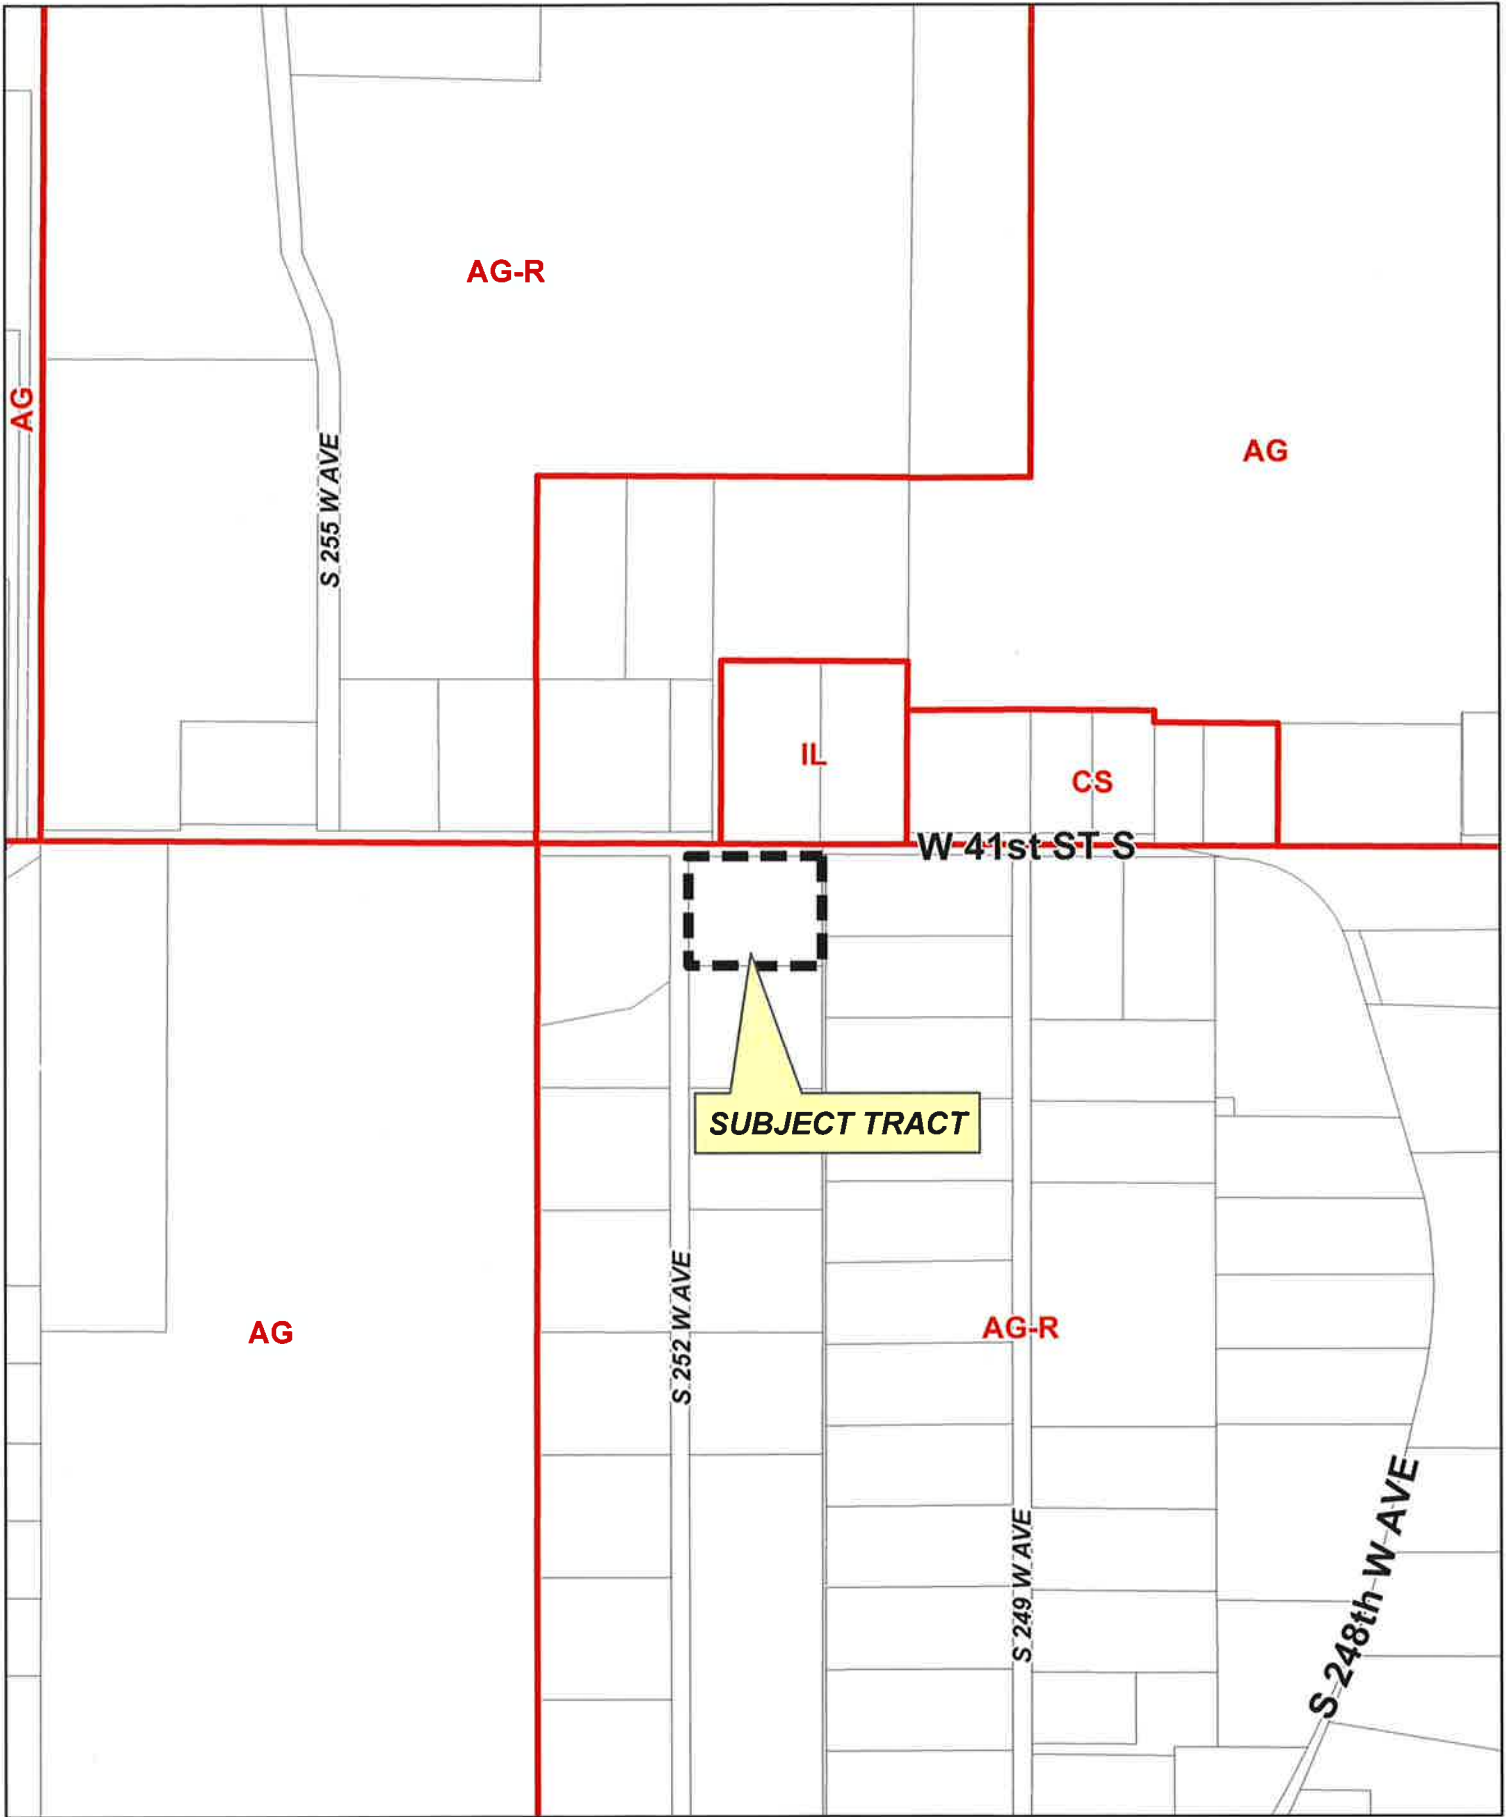 AG-R
AG
AG
S 255 W AVE
IL
CS
W 41st ST S
SUBJECT TRACT
S 252 W AVE
AG
AG-R
S 249 W AVE
S 248th W AVE